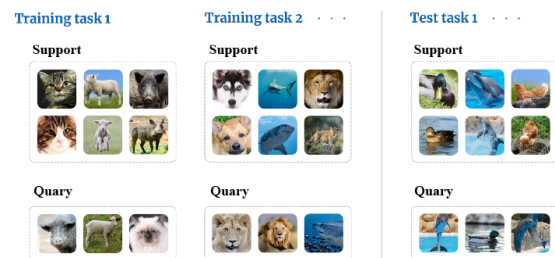 Training task 1
Training task 2 . . .
Test task 1 . . .
Support
Support
Support
Quary
Quary
Quary